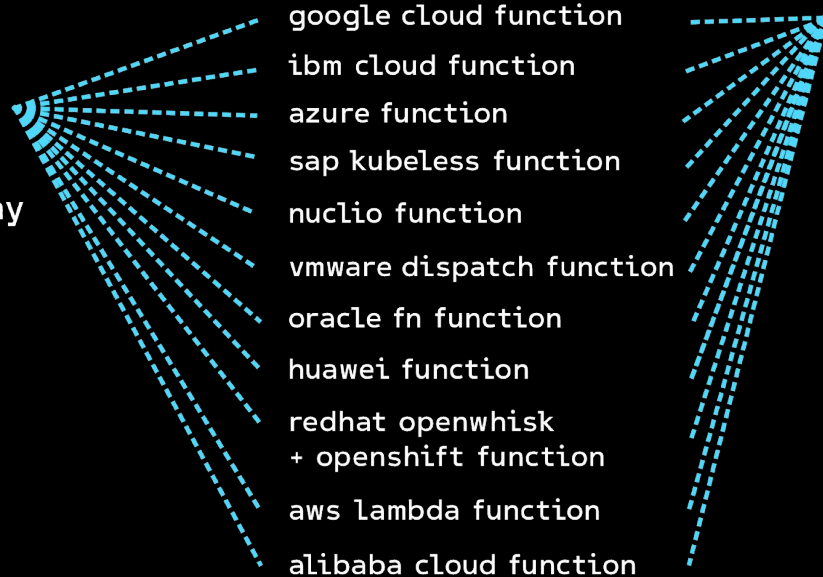 google cloud function
ibm cloud function
azure function
sap kubeless function
nuclio function
vmware dispatch function
oracle fn function
huawei function
redhat openwhisk
+ openshift function
aws lambda function
alibaba cloud function